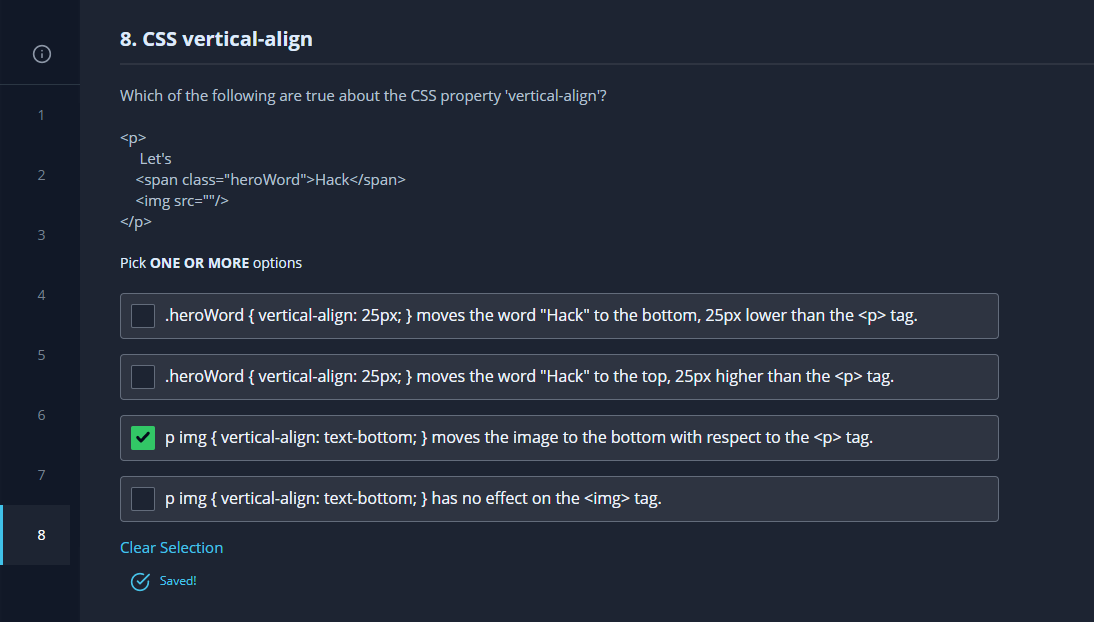 8. CSS vertical-align
Which of the following are true about the CSS property 'vertical-align'?
<p>
Let's
<span class="heroWord">Hack</span>
<img src=""/>
</p>
Pick ONE OR MORE options
.heroWord { vertical-align: 25px; } moves the word "Hack" to the bottom, 25px lower than the <p> tag.
.heroWord { vertical-align: 25px; } moves the word "Hack" to the top, 25px higher than the <p> tag.
p img { vertical-align: text-bottom; } moves the image to the bottom with respect to the <p> tag.
p img { vertical-align: text-bottom; } has no effect on the <img> tag.
Clear Selection
Saved!
1
2
3
4
5
6
7
8